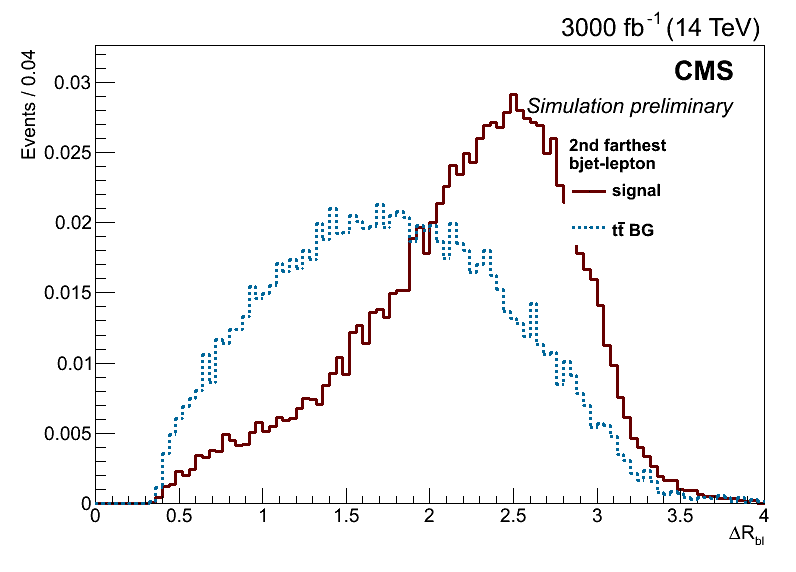 3000 fb⁻¹ (14 TeV)
CMS
Simulation preliminary
Events / 0.04
0.03
0.025
0.02
0.015
0.01
0.005
0
2nd farthest
bjet-lepton
signal
tt̄ BG
0 0.5 1 1.5 2 2.5 3 3.5 4
ΔR_bl